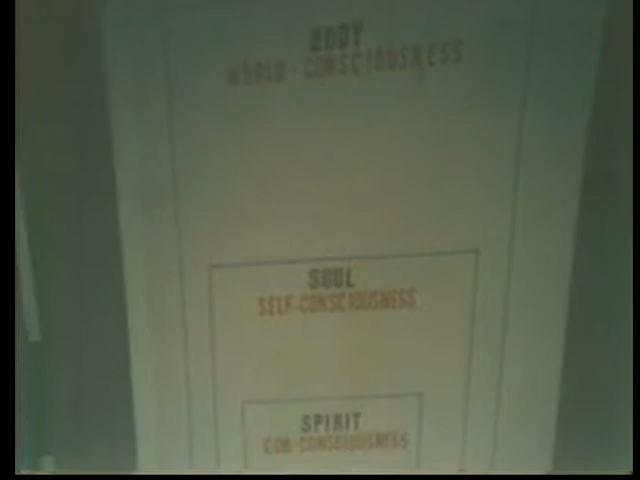 BODY
WORLD-CONSCIOUSNESS
SOUL
SELF-CONSCIOUSNESS
SPIRIT
GOD-CONSCIOUSNESS